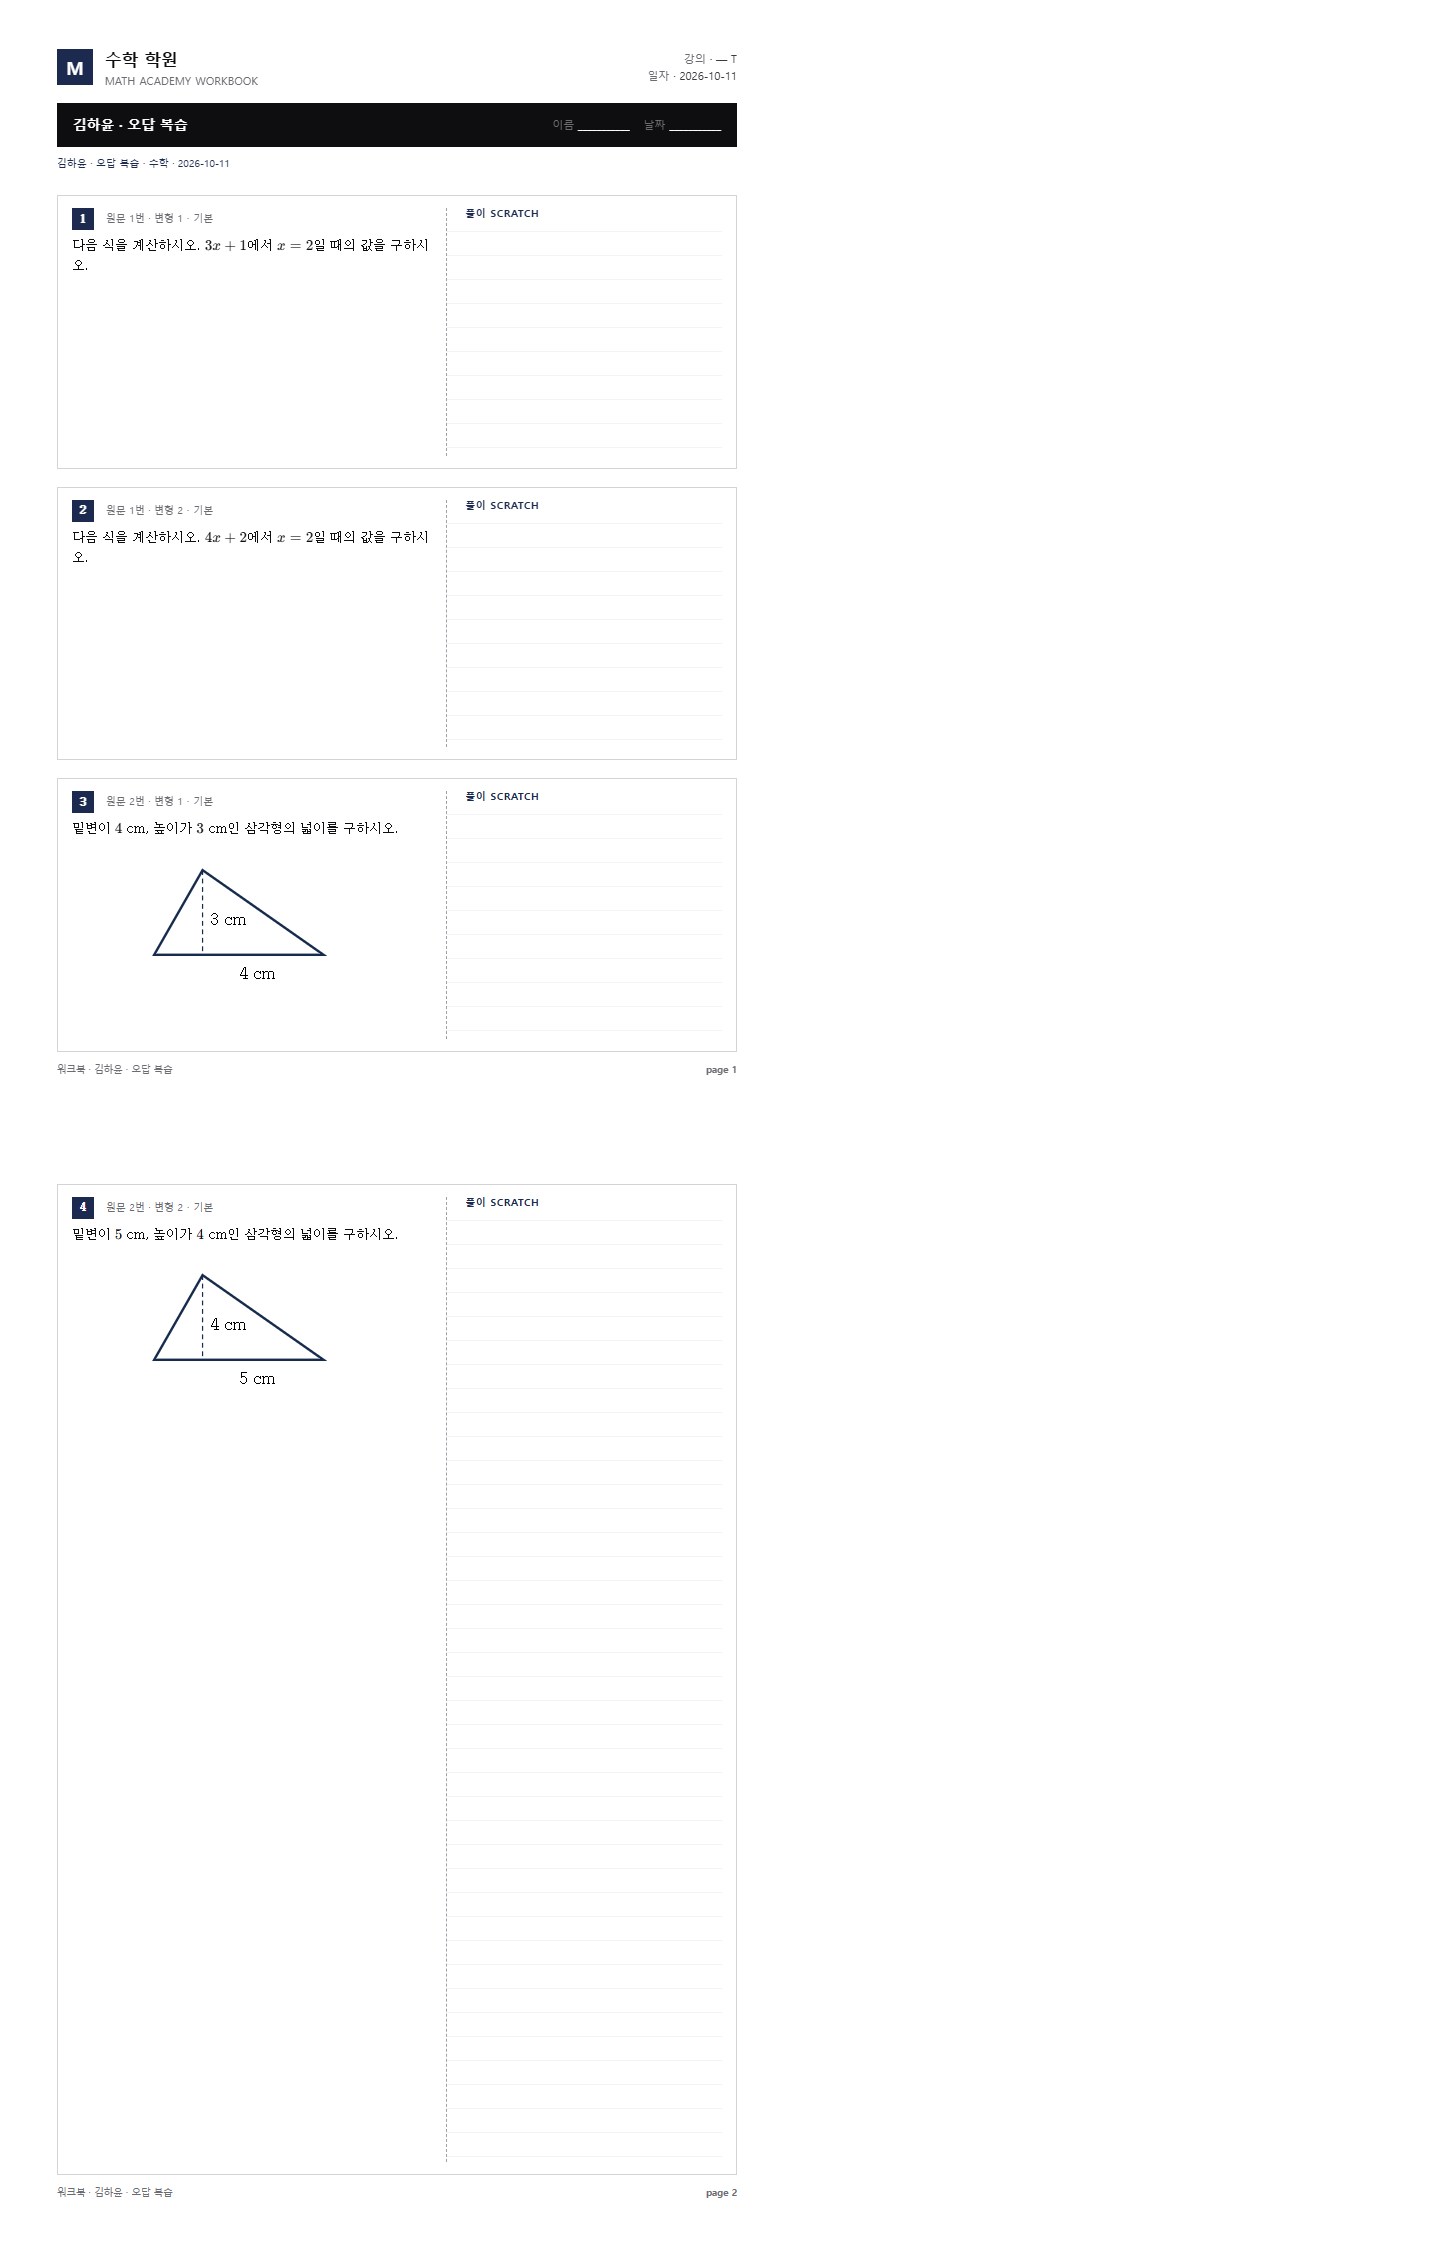 M
수학 학원
MATH ACADEMY WORKBOOK
강의 · — T
일자 · 2026-10-11
김하윤 · 오답 복습
이름 날짜
김하윤 · 오답 복습 · 수학 · 2026-10-11
1 원문 1번 · 변형 1 · 기본
다음 식을 계산하시오. 3x + 1에서 x = 2일 때의 값을 구하시
오.
풀이 SCRATCH
2 원문 1번 · 변형 2 · 기본
다음 식을 계산하시오. 4x + 2에서 x = 2일 때의 값을 구하시
오.
풀이 SCRATCH
3 원문 2번 · 변형 1 · 기본
밑변이 4 cm, 높이가 3 cm인 삼각형의 넓이를 구하시오.
3 cm
4 cm
풀이 SCRATCH
워크북 · 김하윤 · 오답 복습
page 1
4 원문 2번 · 변형 2 · 기본
밑변이 5 cm, 높이가 4 cm인 삼각형의 넓이를 구하시오.
4 cm
5 cm
풀이 SCRATCH
워크북 · 김하윤 · 오답 복습
page 2